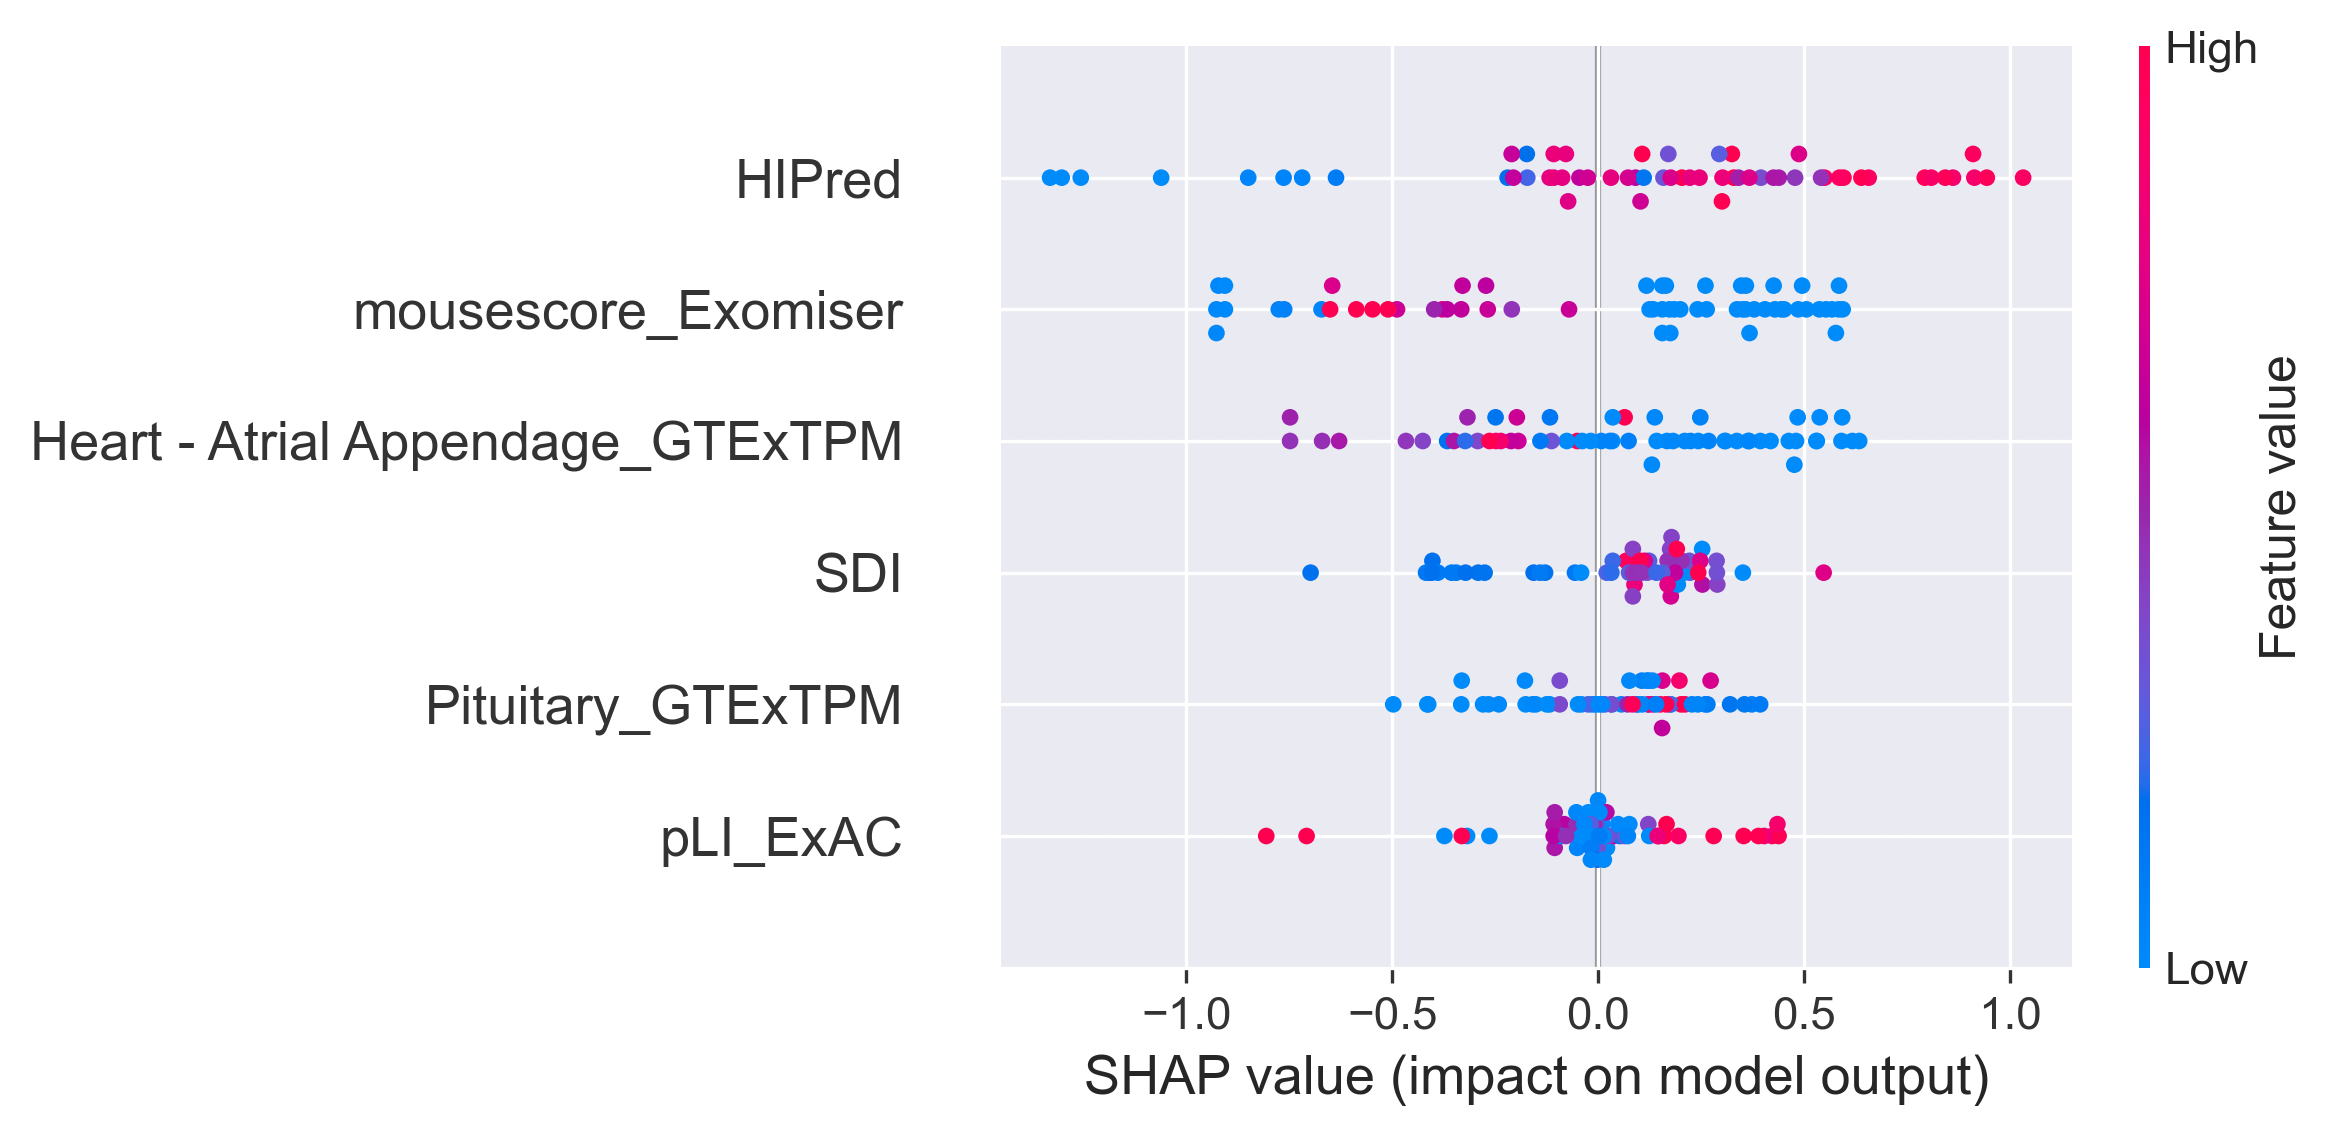 High
HIPred
mousescore_Exomiser
Heart - Atrial Appendage_GTExTPM
SDI
Pituitary_GTExTPM
pLI_ExAC
Feature value
Low
−1.0 −0.5 0.0 0.5 1.0
SHAP value (impact on model output)